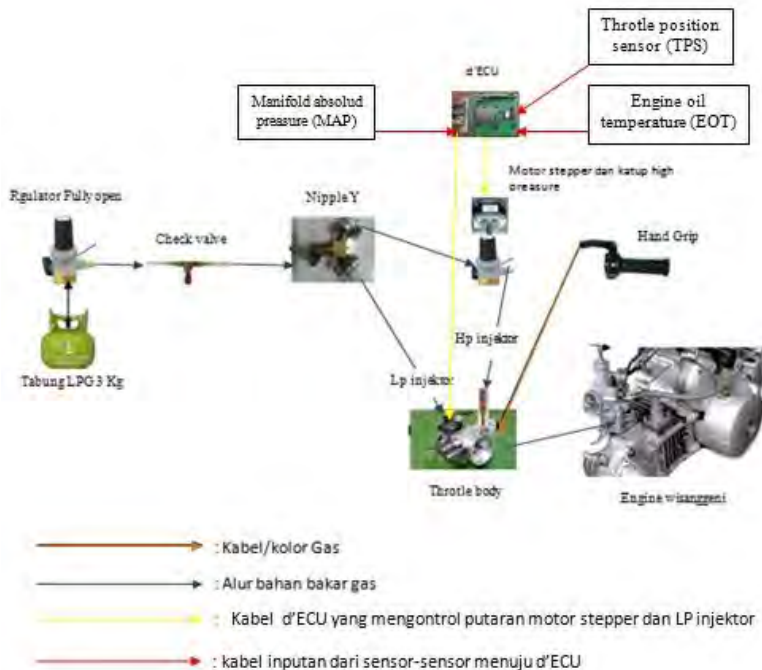 Throtle position
sensor (TPS)
d'ECU
Manifold absolud
preasure (MAP)
Engine oil
temperature (EOT)
Motor stepper dan katup high
preasure
Rgulator Fully open
Nipple Y
Check valve
Hand Grip
Hp injektor
Lp injektor
Tabung LPG 3 Kg
Throtle body
Engine wisanggeni
: Kabel/kolor Gas
: Alur bahan bakar gas
: Kabel d'ECU yang mengontrol putaran motor stepper dan LP injektor
: kabel inputan dari sensor-sensor menuju d'ECU